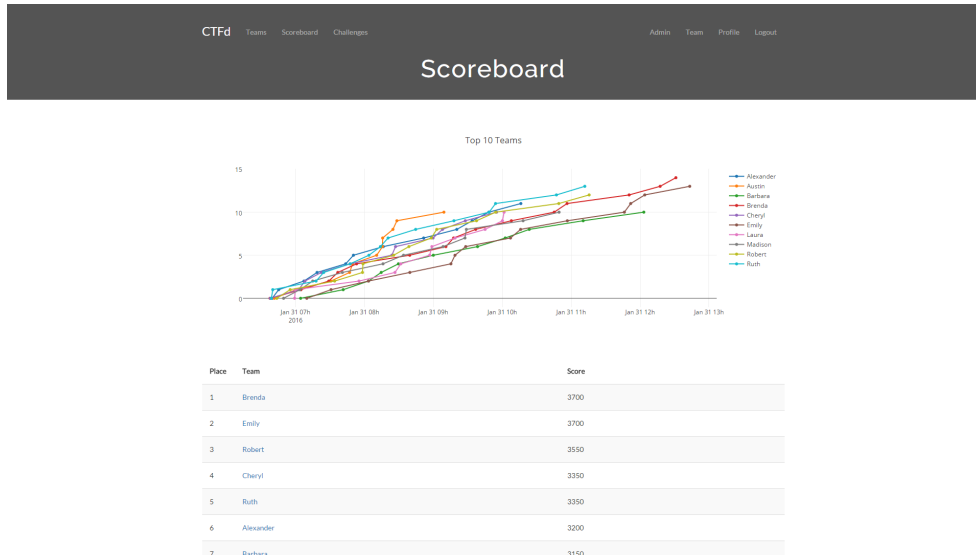 CTFd Teams Scoreboard Challenges Admin Team Profile Logout
Scoreboard
Top 10 Teams
15
10
5
0
Jan 31 07h Jan 31 08h Jan 31 09h Jan 31 10h Jan 31 11h Jan 31 12h Jan 31 13h
2016
Alexander
Austin
Barbara
Brenda
Cheryl
Emily
Laura
Madison
Robert
Ruth
Place Team Score
1 Brenda 3700
2 Emily 3700
3 Robert 3550
4 Cheryl 3350
5 Ruth 3350
6 Alexander 3200
7 Barbara 3150